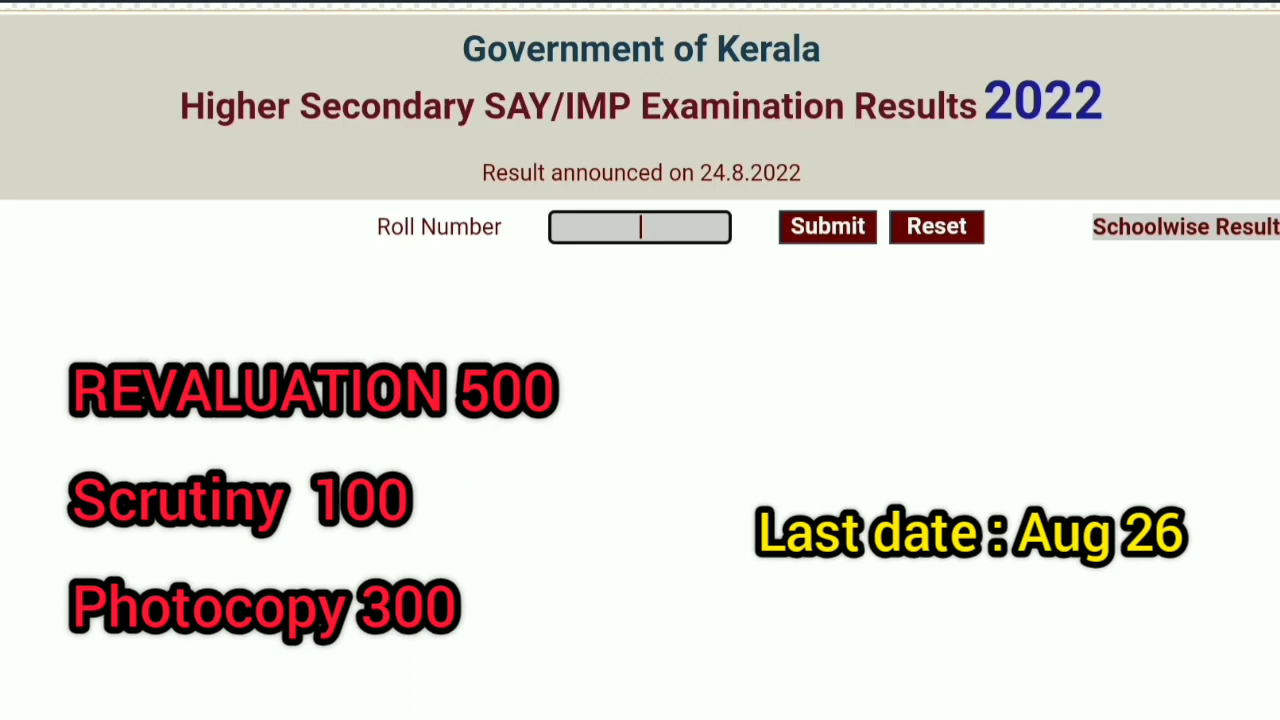 Government of Kerala
Higher Secondary SAY/IMP Examination Results 2022
Result announced on 24.8.2022
Roll Number Submit Reset Schoolwise Result
REVALUATION 500
Scrutiny 100
Last date : Aug 26
Photocopy 300